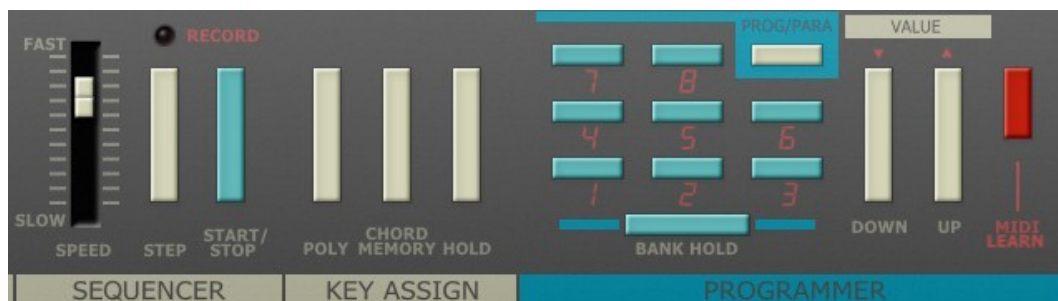 FAST
RECORD
PROG/PARA
VALUE
7 8
4 5 6
1 2 3
SLOW
SPEED
STEP
START/
STOP
POLY
CHORD
MEMORY
HOLD
BANK HOLD
DOWN
UP
MIDI
LEARN
SEQUENCER
KEY ASSIGN
PROGRAMMER